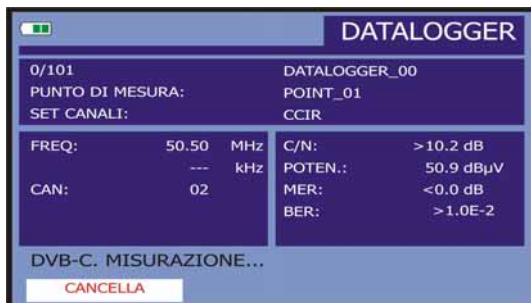 DATALOGGER
0/101 DATALOGGER_00
PUNTO DI MESURA: POINT_01
SET CANALI: CCIR
FREQ: 50.50 MHz
--- kHz
CAN: 02
C/N: >10.2 dB
POTEN.: 50.9 dBµV
MER: <0.0 dB
BER: >1.0E-2
DVB-C. MISURAZIONE...
CANCELLA